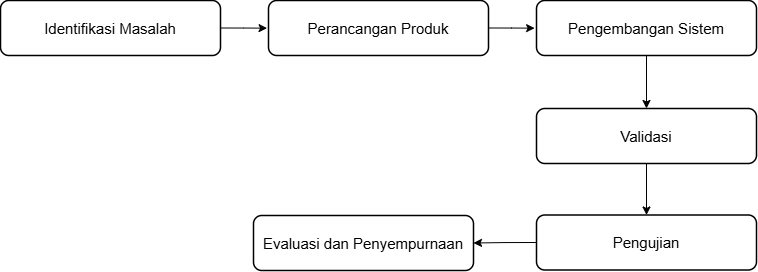 Identifikasi Masalah
Perancangan Produk
Pengembangan Sistem
Validasi
Pengujian
Evaluasi dan Penyempurnaan